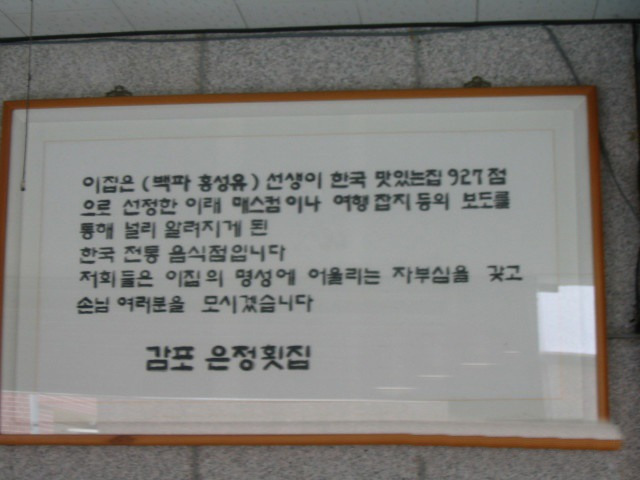 이집은 (백파 홍성유) 선생이 한국 맛있는집 927점
으로 선정한 이래 매스컴이나 여행잡지 등의 보도를
통해 널리 알려지게 된
한국 전통 음식점입니다
저희들은 이집의 명성에 어울리는 자부심을 갖고
손님 여러분을 모시겠습니다
감포 은정횟집